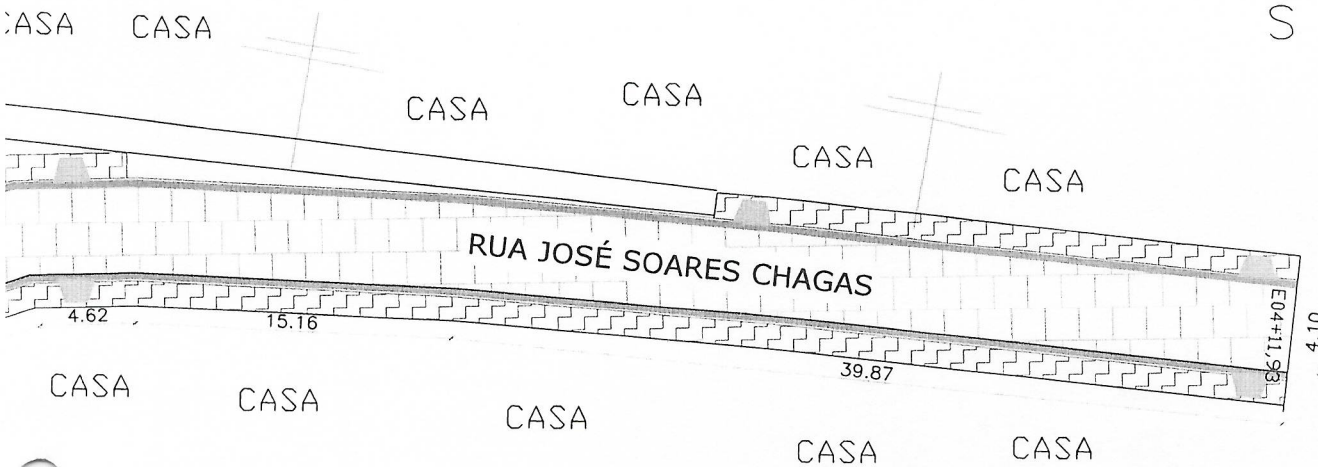 CASA
CASA
S
CASA
CASA
CASA
CASA
RUA JOSÉ SOARES CHAGAS
E04+11,93
4.10
4.62
15.16
39.87
CASA
CASA
CASA
CASA
CASA